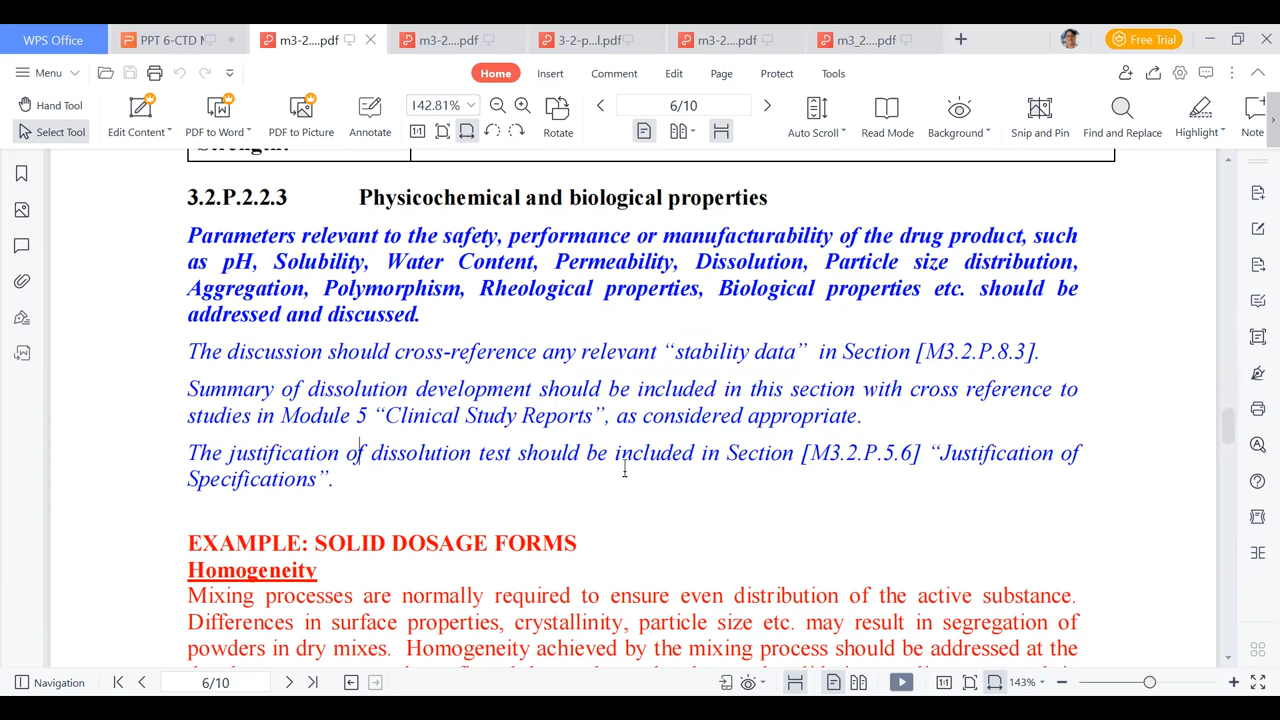 WPS Office
PPT 6-CTD M
m3-2....pdf
m3-2....pdf
3-2-p...l.pdf
m3-2....pdf
m3_2....pdf
Free Trial
Menu
Home
Insert
Comment
Edit
Page
Protect
Tools
Hand Tool
Select Tool
Edit Content
PDF to Word
PDF to Picture
Annotate
142.81%
Rotate
6/10
Auto Scroll
Read Mode
Background
Snip and Pin
Find and Replace
Highlight
Note
Strength:
3.2.P.2.2.3 Physicochemical and biological properties
Parameters relevant to the safety, performance or manufacturability of the drug product, such
as pH, Solubility, Water Content, Permeability, Dissolution, Particle size distribution,
Aggregation, Polymorphism, Rheological properties, Biological properties etc. should be
addressed and discussed.
The discussion should cross-reference any relevant “stability data” in Section [M3.2.P.8.3].
Summary of dissolution development should be included in this section with cross reference to
studies in Module 5 “Clinical Study Reports”, as considered appropriate.
The justification of dissolution test should be included in Section [M3.2.P.5.6] “Justification of
Specifications”.
EXAMPLE: SOLID DOSAGE FORMS
Homogeneity
Mixing processes are normally required to ensure even distribution of the active substance.
Differences in surface properties, crystallinity, particle size etc. may result in segregation of
powders in dry mixes. Homogeneity achieved by the mixing process should be addressed at the
Navigation
6/10
143%